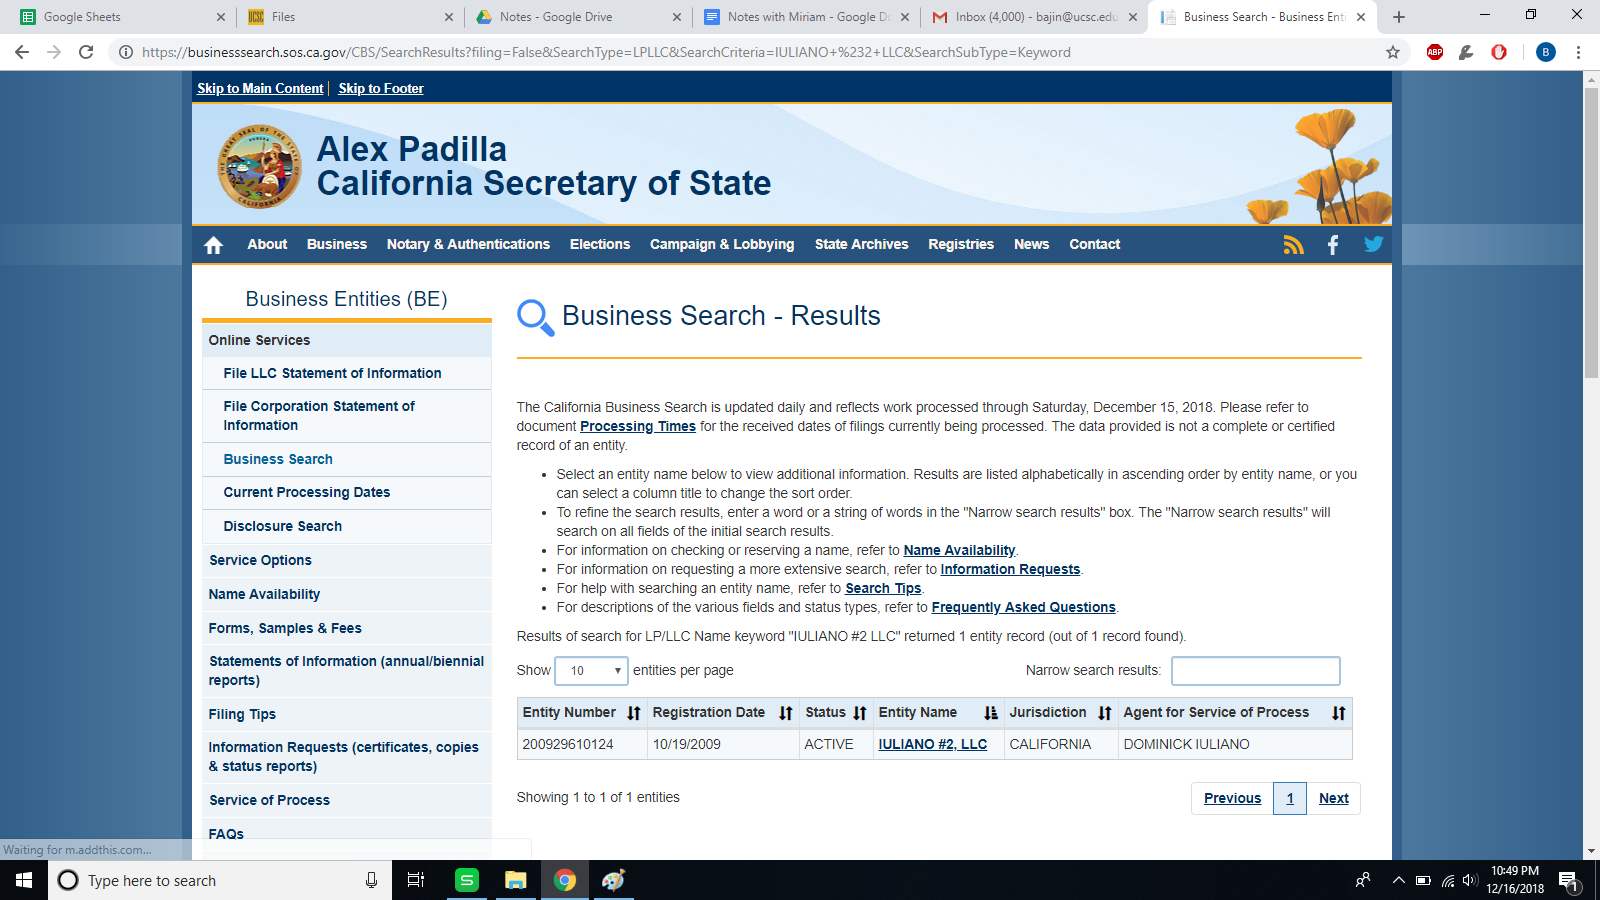 Google Sheets
Files
Notes - Google Drive
Notes with Miriam - Google Do
Inbox (4,000) - bajin@ucsc.edu
Business Search - Business Enti
https://businesssearch.sos.ca.gov/CBS/SearchResults?filing=False&SearchType=LPLLC&SearchCriteria=IULIANO+%232+LLC&SearchSubType=Keyword
ABP
B
Skip to Main Content
Skip to Footer
Alex Padilla
California Secretary of State
About Business Notary & Authentications Elections Campaign & Lobbying State Archives Registries News Contact
Business Entities (BE)
Online Services
File LLC Statement of Information
File Corporation Statement of
Information
Business Search
Current Processing Dates
Disclosure Search
Service Options
Name Availability
Forms, Samples & Fees
Statements of Information (annual/biennial
reports)
Filing Tips
Information Requests (certificates, copies
& status reports)
Service of Process
FAQs
Business Search - Results
The California Business Search is updated daily and reflects work processed through Saturday, December 15, 2018. Please refer to
document Processing Times for the received dates of filings currently being processed. The data provided is not a complete or certified
record of an entity.
• Select an entity name below to view additional information. Results are listed alphabetically in ascending order by entity name, or you
can select a column title to change the sort order.
• To refine the search results, enter a word or a string of words in the "Narrow search results" box. The "Narrow search results" will
search on all fields of the initial search results.
• For information on checking or reserving a name, refer to Name Availability.
• For information on requesting a more extensive search, refer to Information Requests.
• For help with searching an entity name, refer to Search Tips.
• For descriptions of the various fields and status types, refer to Frequently Asked Questions.
Results of search for LP/LLC Name keyword "IULIANO #2 LLC" returned 1 entity record (out of 1 record found).
Show 10 entities per page
Narrow search results:
Entity Number Registration Date Status Entity Name Jurisdiction Agent for Service of Process
200929610124 10/19/2009 ACTIVE IULIANO #2, LLC CALIFORNIA DOMINICK IULIANO
Showing 1 to 1 of 1 entities
Previous 1 Next
Waiting for m.addthis.com...
Type here to search
10:49 PM
12/16/2018
1